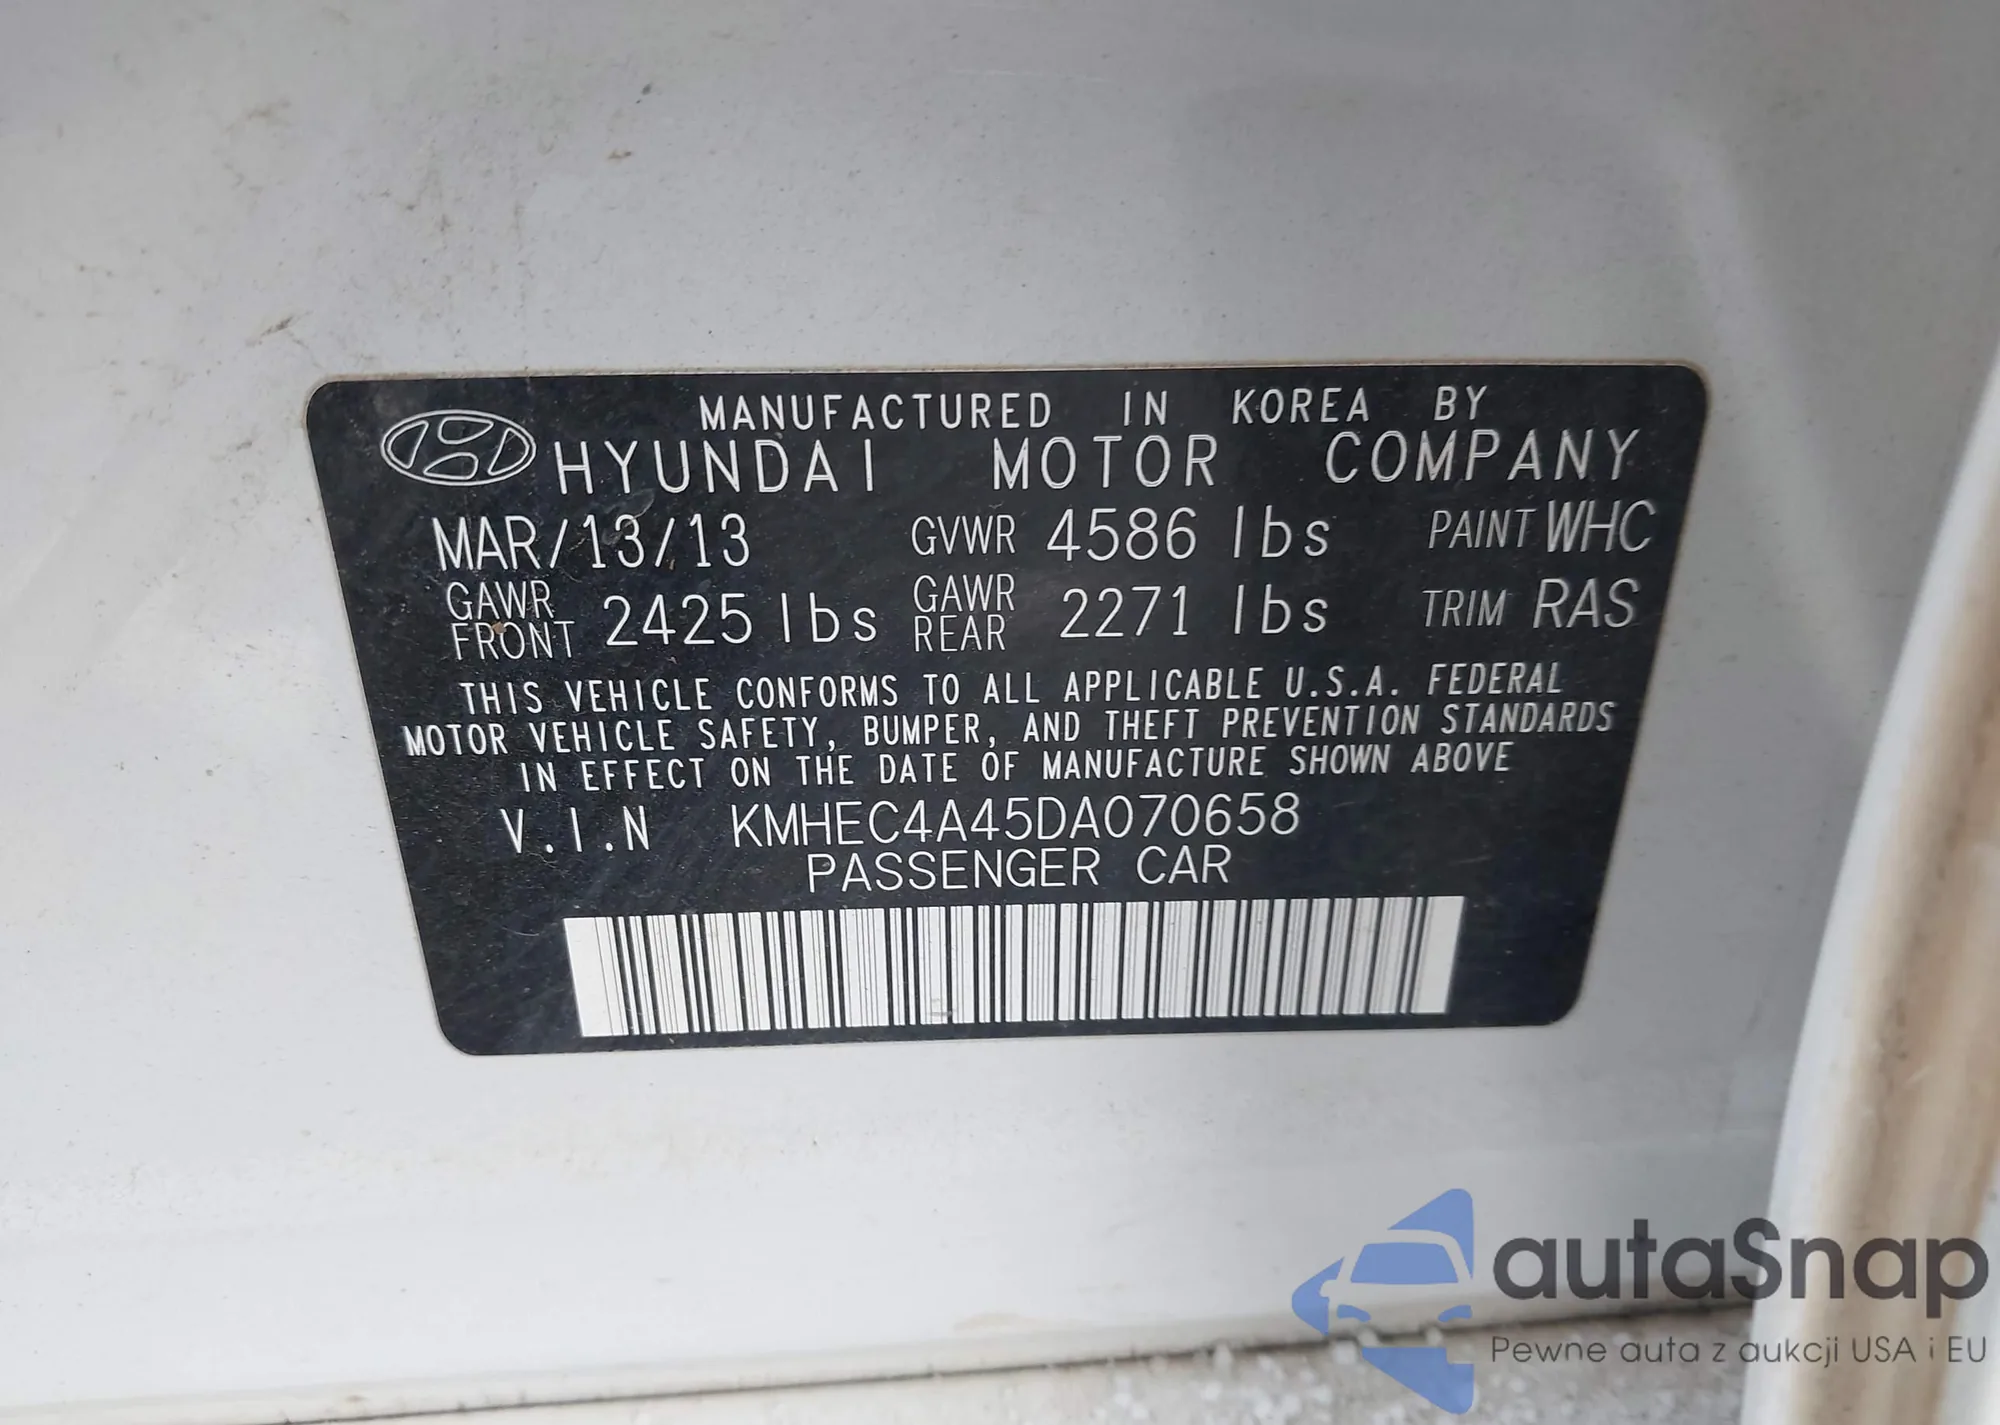 MANUFACTURED IN KOREA BY
HYUNDAI MOTOR COMPANY
MAR/13/13 GVWR 4586 lbs PAINT WHC
GAWR FRONT 2425 lbs GAWR REAR 2271 lbs TRIM RAS
THIS VEHICLE CONFORMS TO ALL APPLICABLE U.S.A. FEDERAL
MOTOR VEHICLE SAFETY, BUMPER, AND THEFT PREVENTION STANDARDS
IN EFFECT ON THE DATE OF MANUFACTURE SHOWN ABOVE
V.I.N KMHEC4A45DA070658
PASSENGER CAR
autaSnap
Pewne auta z aukcji USA i EU